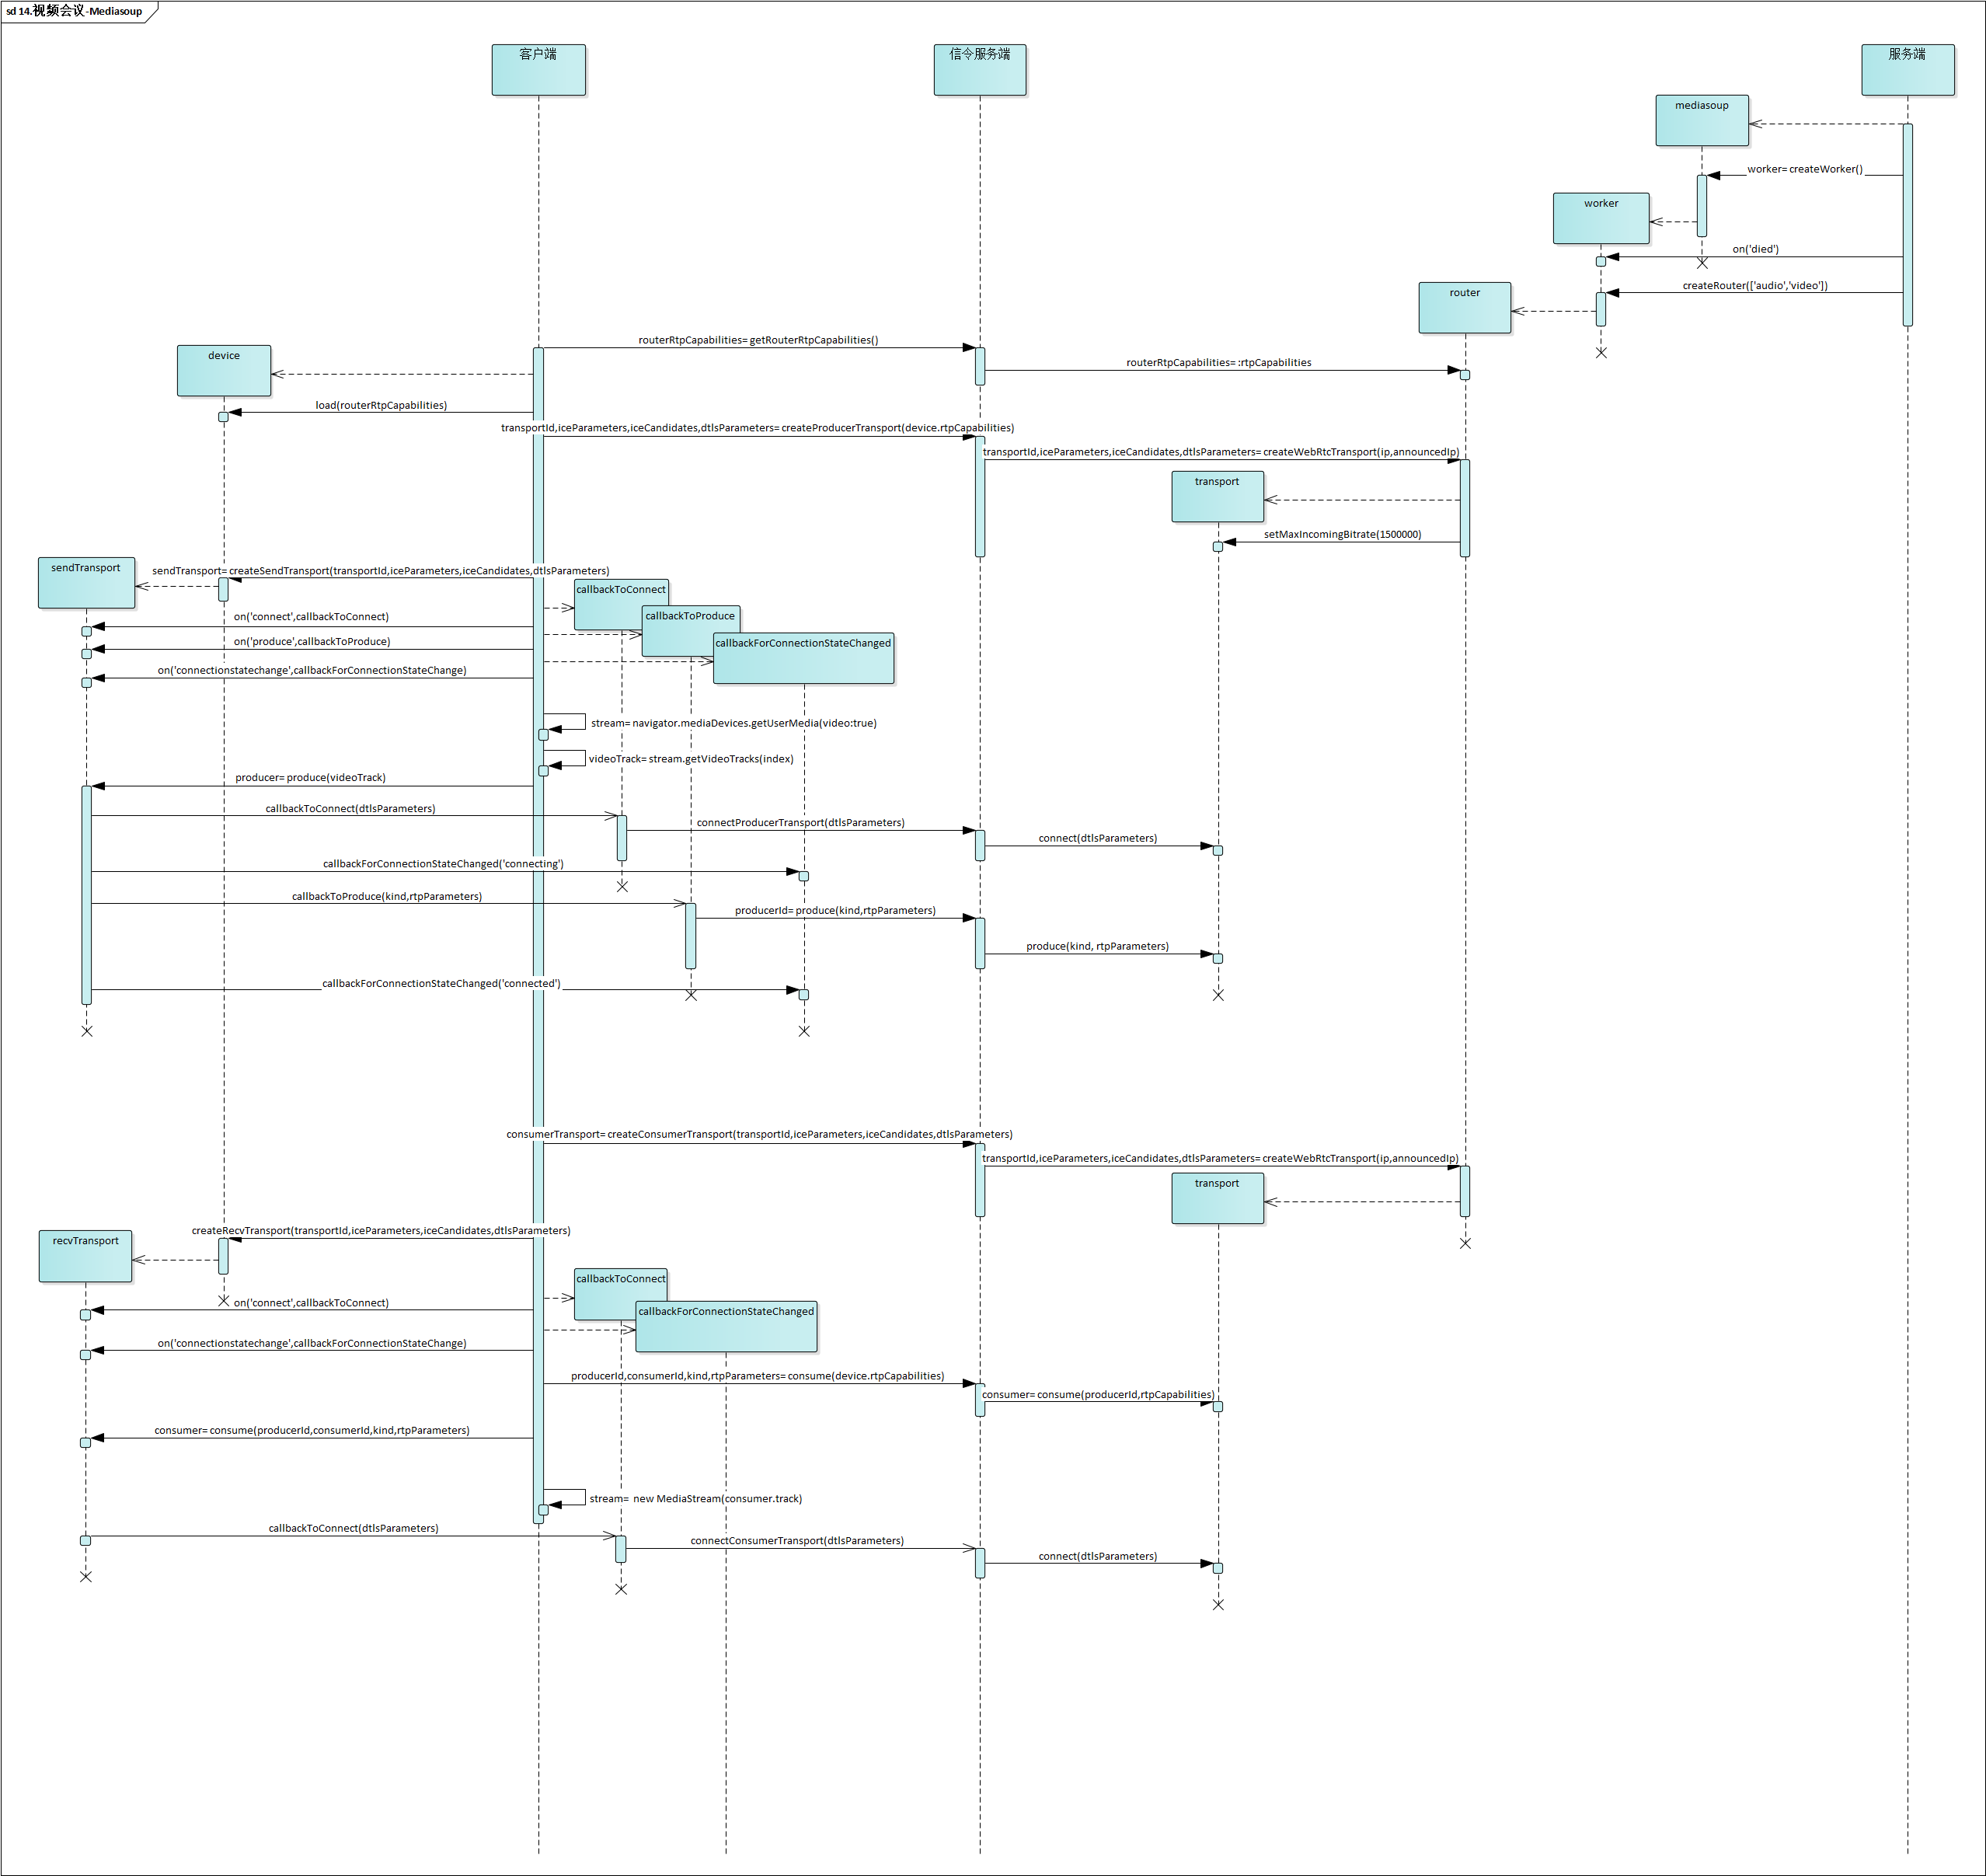 sd 14.视频会议-Mediasoup
客户端
信令服务端
服务端
mediasoup
worker= createWorker()
worker
on('died')
createRouter(['audio','video'])
router
routerRtpCapabilities= getRouterRtpCapabilities()
device
routerRtpCapabilities= :rtpCapabilities
load(routerRtpCapabilities)
transportId,iceParameters,iceCandidates,dtlsParameters= createProducerTransport(device.rtpCapabilities)
transportId,iceParameters,iceCandidates,dtlsParameters= createWebRtcTransport(ip,announcedIp)
transport
setMaxIncomingBitrate(1500000)
sendTransport
sendTransport= createSendTransport(transportId,iceParameters,iceCandidates,dtlsParameters)
callbackToConnect
on('connect',callbackToConnect)
callbackToProduce
on('produce',callbackToProduce)
callbackForConnectionStateChanged
on('connectionstatechange',callbackForConnectionStateChange)
stream= navigator.mediaDevices.getUserMedia(video:true)
videoTrack= stream.getVideoTracks(index)
producer= produce(videoTrack)
callbackToConnect(dtlsParameters)
connectProducerTransport(dtlsParameters)
connect(dtlsParameters)
callbackForConnectionStateChanged('connecting')
callbackToProduce(kind,rtpParameters)
producerId= produce(kind,rtpParameters)
produce(kind, rtpParameters)
callbackForConnectionStateChanged('connected')
consumerTransport= createConsumerTransport(transportId,iceParameters,iceCandidates,dtlsParameters)
transportId,iceParameters,iceCandidates,dtlsParameters= createWebRtcTransport(ip,announcedIp)
transport
createRecvTransport(transportId,iceParameters,iceCandidates,dtlsParameters)
recvTransport
callbackToConnect
on('connect',callbackToConnect)
callbackForConnectionStateChanged
on('connectionstatechange',callbackForConnectionStateChange)
producerId,consumerId,kind,rtpParameters= consume(device.rtpCapabilities)
consumer= consume(producerId,rtpCapabilities)
consumer= consume(producerId,consumerId,kind,rtpParameters)
stream= new MediaStream(consumer.track)
callbackToConnect(dtlsParameters)
connectConsumerTransport(dtlsParameters)
connect(dtlsParameters)